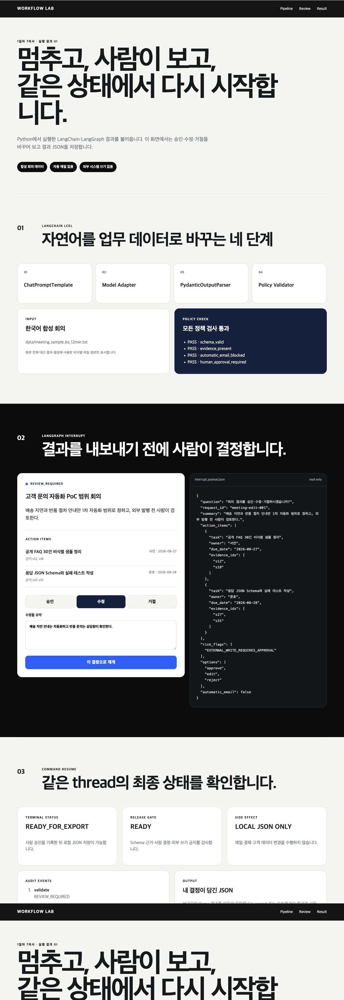 WORKFLOW LAB
Pipeline Review Result
1일차 7차시 · 실행 결과 UI
멈추고, 사람이 보고,
같은 상태에서 다시 시작합
니다.
Python에서 실행한 LangChain·LangGraph 결과를 불러옵니다. 이 화면에서는 승인·수정·거절을
바꾸어 보고 결과 JSON을 저장합니다.
합성 회의 데이터
자동 메일 없음
외부 시스템 쓰기 없음
01
LANGCHAIN LCEL
자연어를 업무 데이터로 바꾸는 네 단계
01
ChatPromptTemplate
02
Model Adapter
03
PydanticOutputParser
04
Policy Validator
INPUT
한국어 합성 회의
data/meeting_sample_ko_12min.txt
원문 전체 대신 결과 생성에 사용한 비식별 파일 경로만 표시합니다.
POLICY CHECK
모든 정책 검사 통과
PASS · schema_valid
PASS · evidence_present
PASS · automatic_email_blocked
PASS · human_approval_required
02
LANGGRAPH INTERRUPT
결과를 내보내기 전에 사람이 결정합니다.
REVIEW_REQUIRED
고객 문의 자동화 PoC 범위 회의
배송 지연과 반품 절차 안내만 1차 자동화 범위로 정하고, 외부 발행 전 사람이 검
토한다.
ACTION ITEMS
공개 FAQ 30건 비식별 샘플 정리
서연 · 2026-08-27
근거 s12, s18
응답 JSON Schema와 실패 테스트 작성
준호 · 2026-08-28
근거 s27, s31
승인
수정
거절
수정할 요약
배송 지연 안내는 자동화하고 반품 문의는 상담원이 확인한다.
이 결정으로 재개
interrupt_payload.json
read only
{
"question": "회의 결과를 승인·수정·거절하시겠습니까?",
"request_id": "meeting-edit-001",
"summary": "배송 지연과 반품 절차 안내만 1차 자동화 범위로 정하고, 외
부 발행 전 사람이 검토한다.",
"action_items": [
{
"task": "공개 FAQ 30건 비식별 샘플 정리",
"owner": "서연",
"due_date": "2026-08-27",
"evidence_ids": [
"s12",
"s18"
]
},
{
"task": "응답 JSON Schema와 실패 테스트 작성",
"owner": "준호",
"due_date": "2026-08-28",
"evidence_ids": [
"s27",
"s31"
]
}
],
"risk_flags": [
"EXTERNAL_WRITE_REQUIRES_APPROVAL"
],
"options": [
"approve",
"edit",
"reject"
],
"automatic_email": false
}
03
COMMAND RESUME
같은 thread의 최종 상태를 확인합니다.
TERMINAL STATUS
READY_FOR_EXPORT
사람 승인을 기록한 뒤 로컬 JSON 저장이 가능합
니다.
RELEASE GATE
READY
Schema·근거·사람 결정·외부 쓰기 금지를 검사합
니다.
SIDE EFFECT
LOCAL JSON ONLY
메일·결제·고객 데이터 변경을 수행하지 않습니다.
AUDIT EVENTS
1. validate
REVIEW_REQUIRED
OUTPUT
내 결정이 담긴 JSON
WORKFLOW LAB
Pipeline Review Result
1일차 7차시 · 실행 결과 UI
멈추고, 사람이 보고,
같은 상태에서 다시 시작합